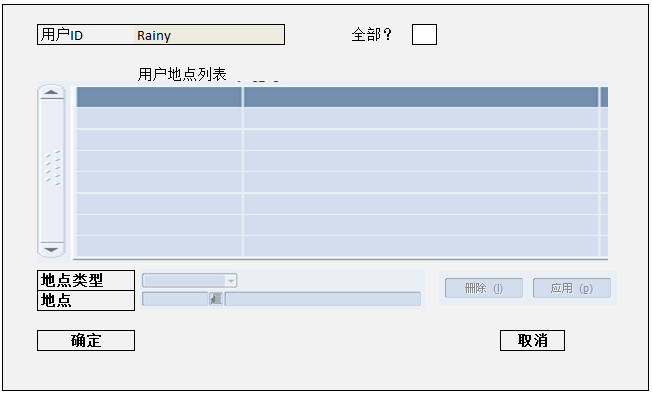 用户ID Rainy 全部？
用户地点列表
地点类型
地点
删除 (l) 应用 (p)
确定 取消